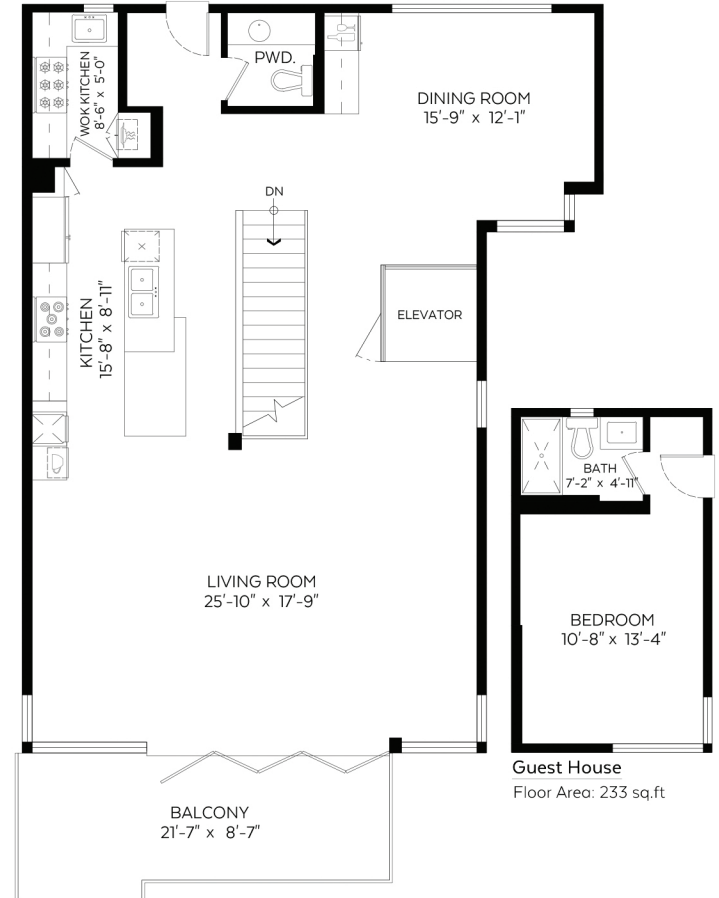 WOK KITCHEN
8'-6" x 5'-0"
PWD.
DINING ROOM
15'-9" x 12'-1"
DN
KITCHEN
15'-8" x 8'-11"
ELEVATOR
BATH
7'-2" x 4'-11"
LIVING ROOM
25'-10" x 17'-9"
BEDROOM
10'-8" x 13'-4"
Guest House
Floor Area: 233 sq.ft
BALCONY
21'-7" x 8'-7"